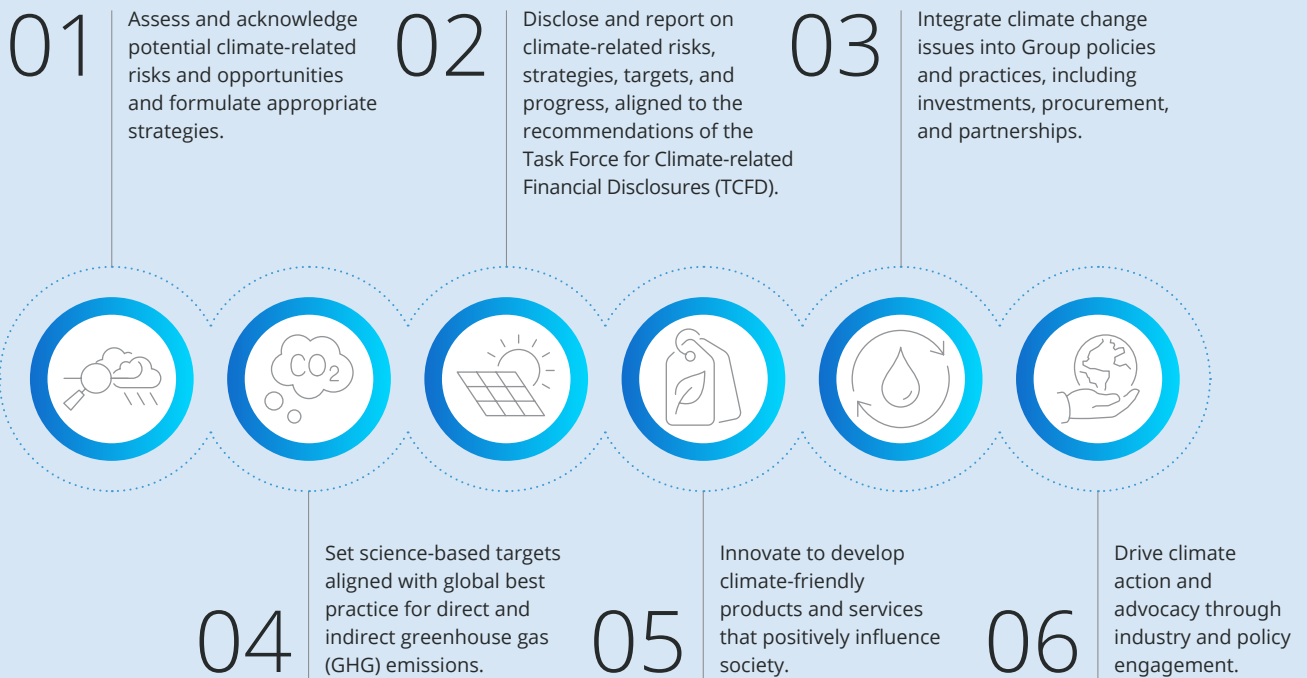 01
Assess and acknowledge
potential climate-related
risks and opportunities
and formulate appropriate
strategies.
02
Disclose and report on
climate-related risks,
strategies, targets, and
progress, aligned to the
recommendations of the
Task Force for Climate-related
Financial Disclosures (TCFD).
03
Integrate climate change
issues into Group policies
and practices, including
investments, procurement,
and partnerships.
CO2
04
Set science-based targets
aligned with global best
practice for direct and
indirect greenhouse gas
(GHG) emissions.
05
Innovate to develop
climate-friendly
products and services
that positively influence
society.
06
Drive climate
action and
advocacy through
industry and policy
engagement.